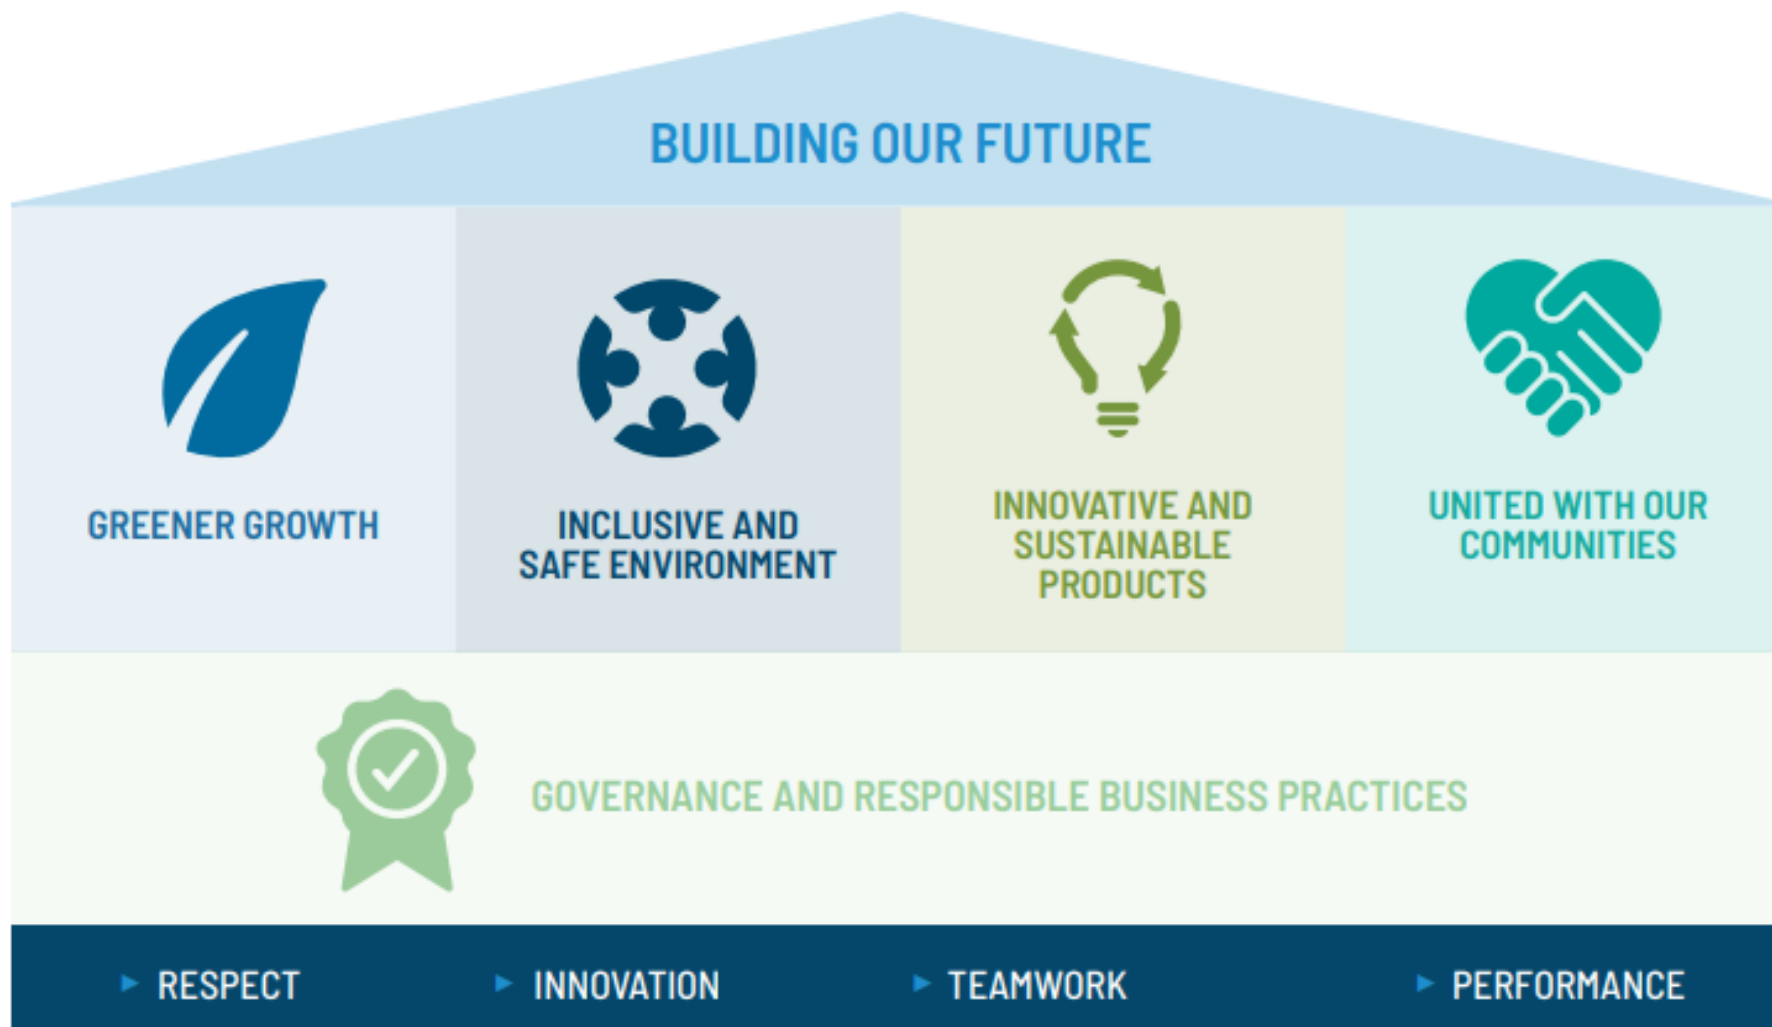 BUILDING OUR FUTURE
GREENER GROWTH
INCLUSIVE AND
SAFE ENVIRONMENT
INNOVATIVE AND
SUSTAINABLE
PRODUCTS
UNITED WITH OUR
COMMUNITIES
GOVERNANCE AND RESPONSIBLE BUSINESS PRACTICES
RESPECT
INNOVATION
TEAMWORK
PERFORMANCE